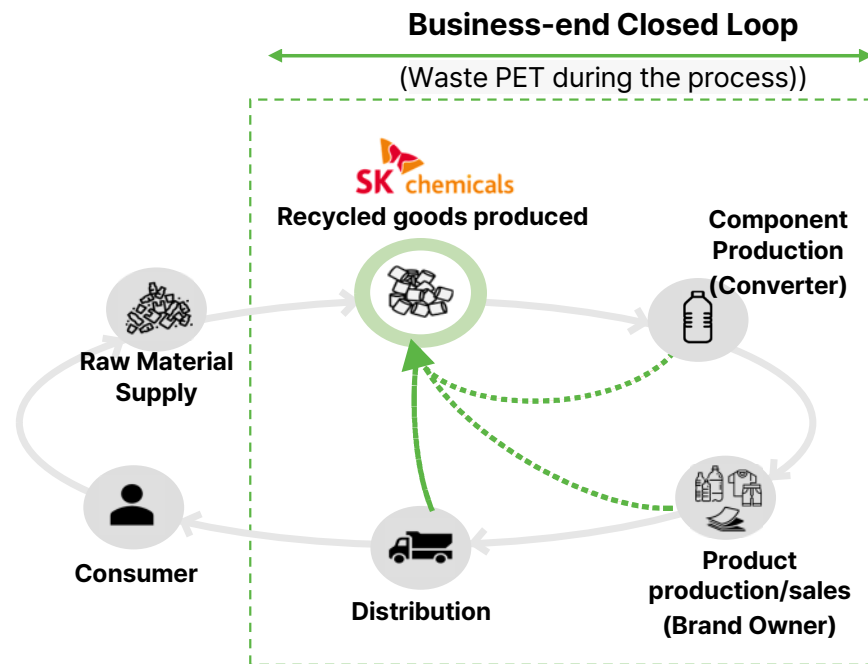 Business-end Closed Loop
(Waste PET during the process))
SK chemicals
Recycled goods produced
Component
Production
(Converter)
Raw Material
Supply
Consumer
Distribution
Product
production/sales
(Brand Owner)